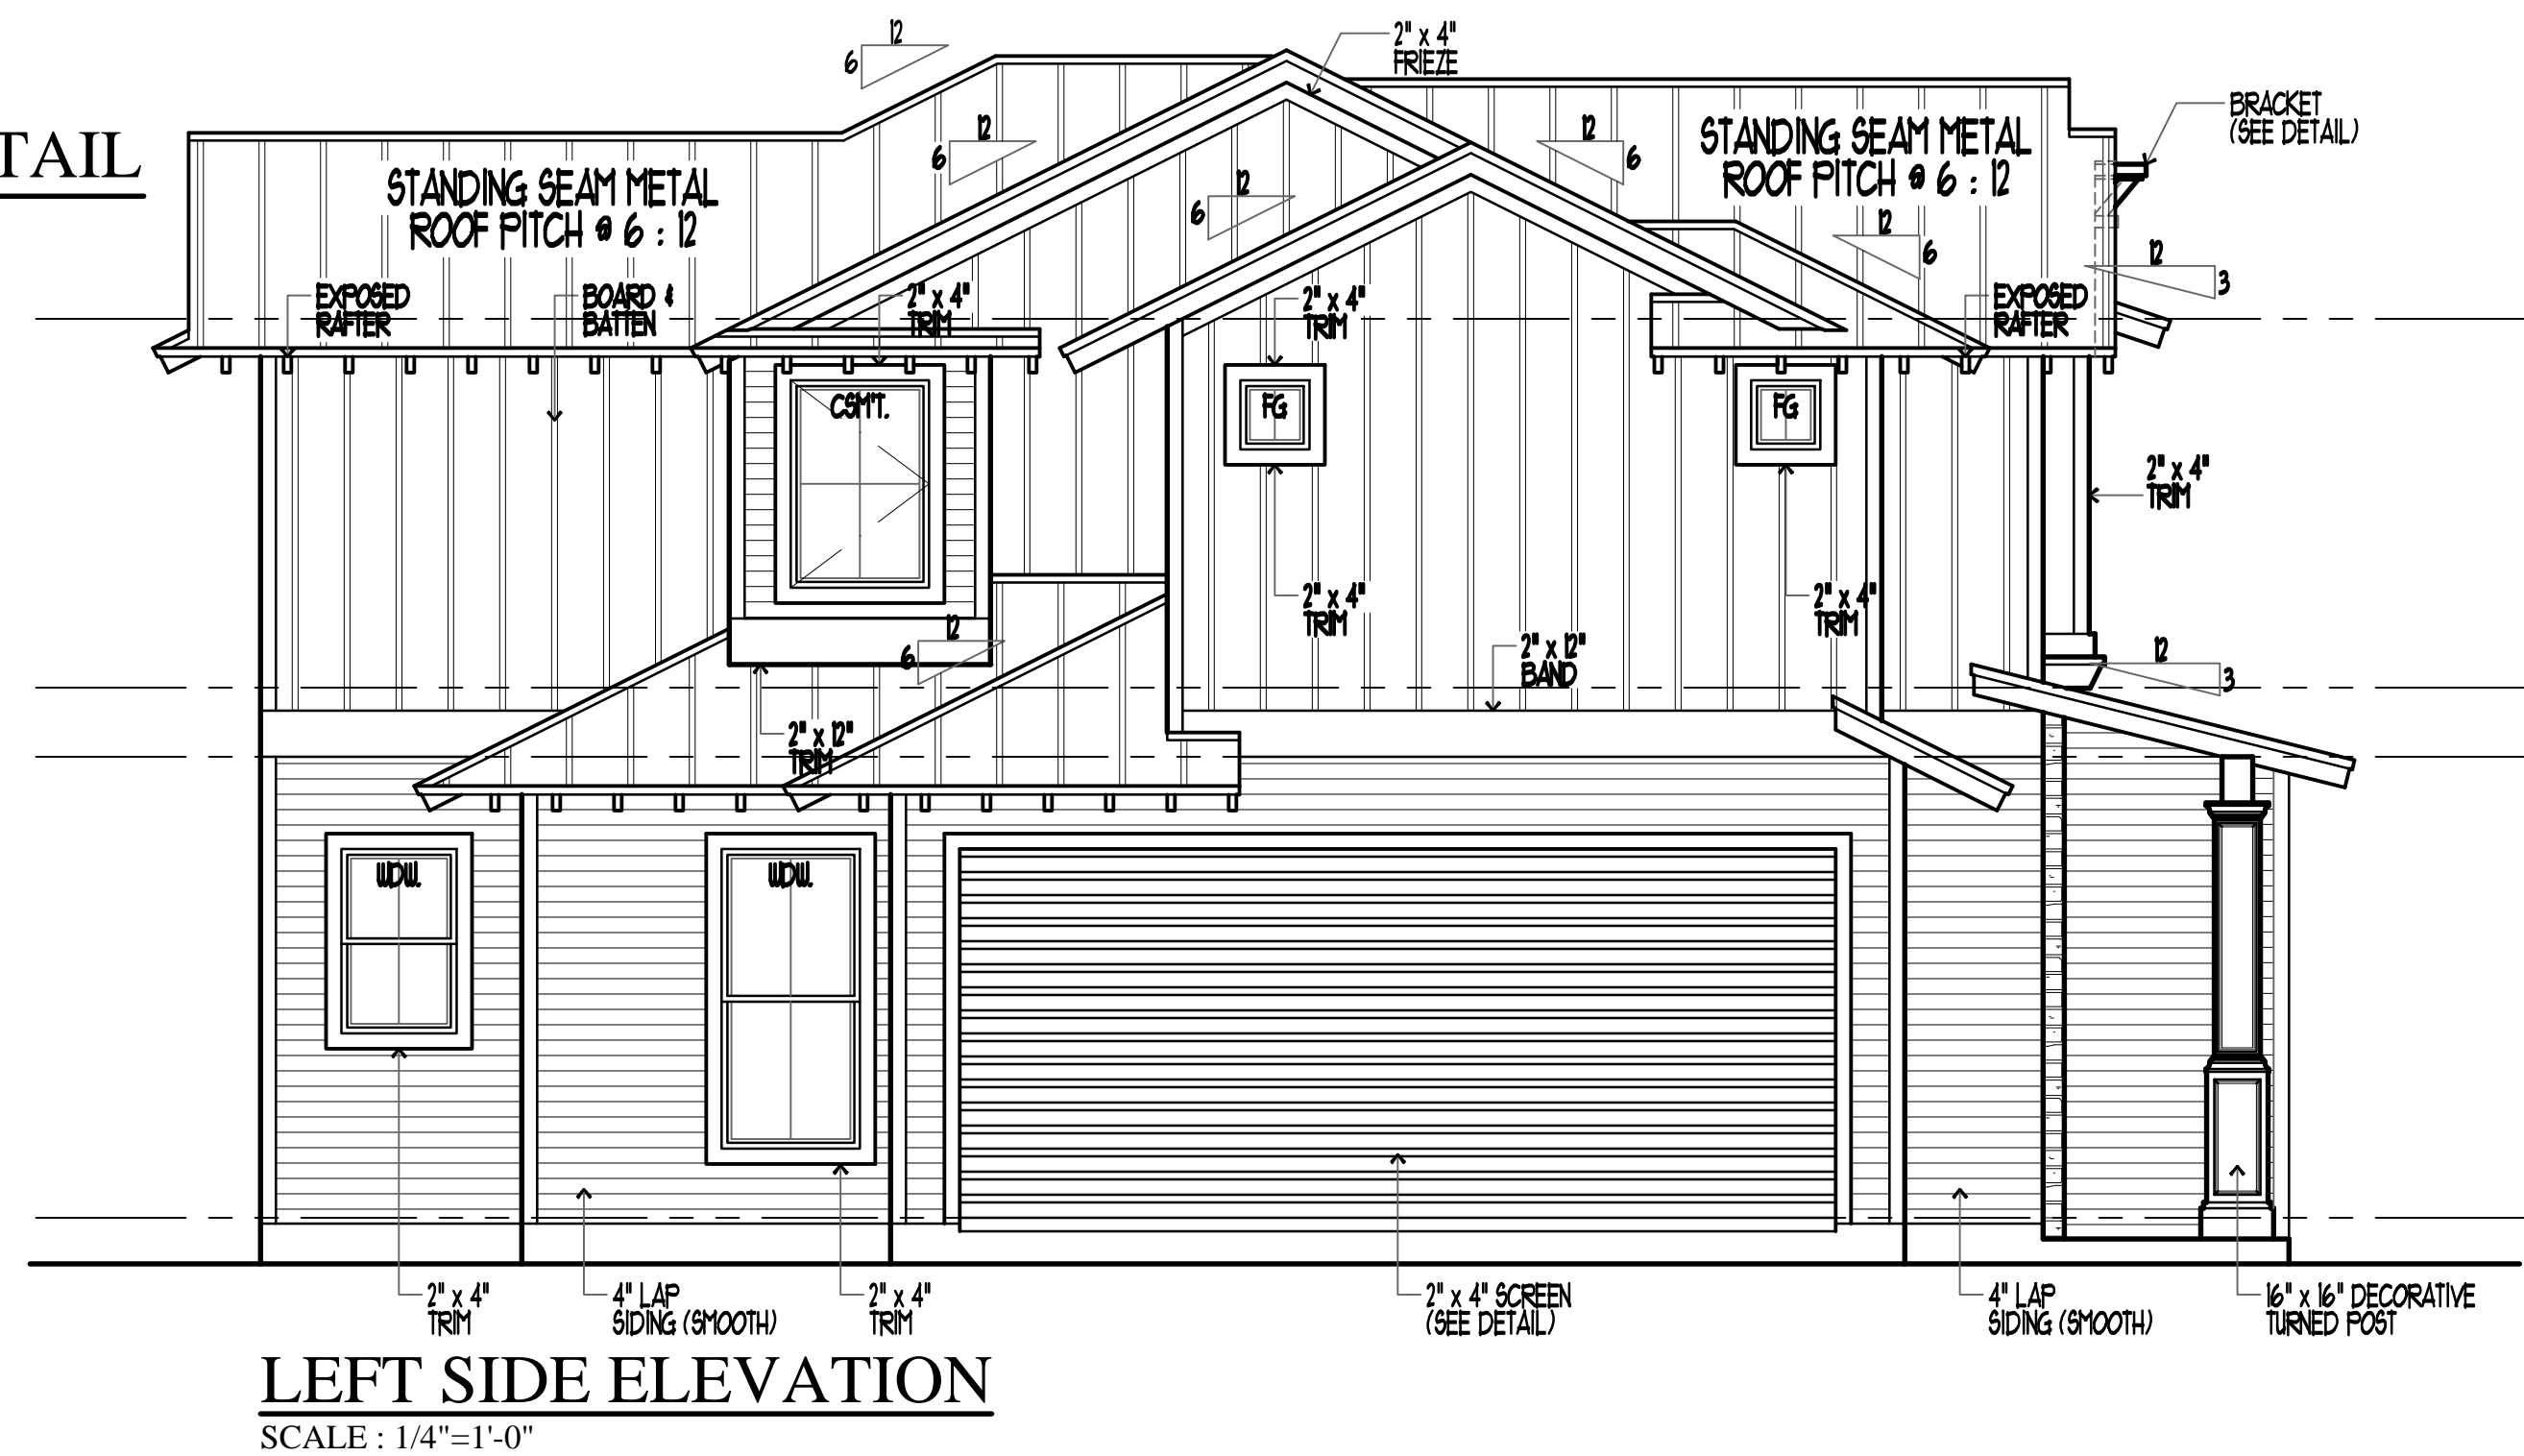 12
6
2" x 4"
FRIEZE
BRACKET
(SEE DETAIL)
TAIL
12
6
12
6
STANDING SEAM METAL
ROOF PITCH @ 6 : 12
STANDING SEAM METAL
ROOF PITCH @ 6 : 12
12
6
12
6
12
3
EXPOSED
RAFTER
BOARD &
BATTEN
2" x 4"
TRIM
2" x 4"
TRIM
EXPOSED
RAFTER
CSM'T.
FG
FG
2" x 4"
TRIM
2" x 4"
TRIM
2" x 4"
TRIM
12
6
2" x 12"
BAND
12
3
2" x 12"
TRIM
WDW.
WDW.
2" x 4"
TRIM
4" LAP
SIDING (SMOOTH)
2" x 4"
TRIM
2" x 4" SCREEN
(SEE DETAIL)
4" LAP
SIDING (SMOOTH)
16" x 16" DECORATIVE
TURNED POST
LEFT SIDE ELEVATION
SCALE : 1/4"=1'-0"